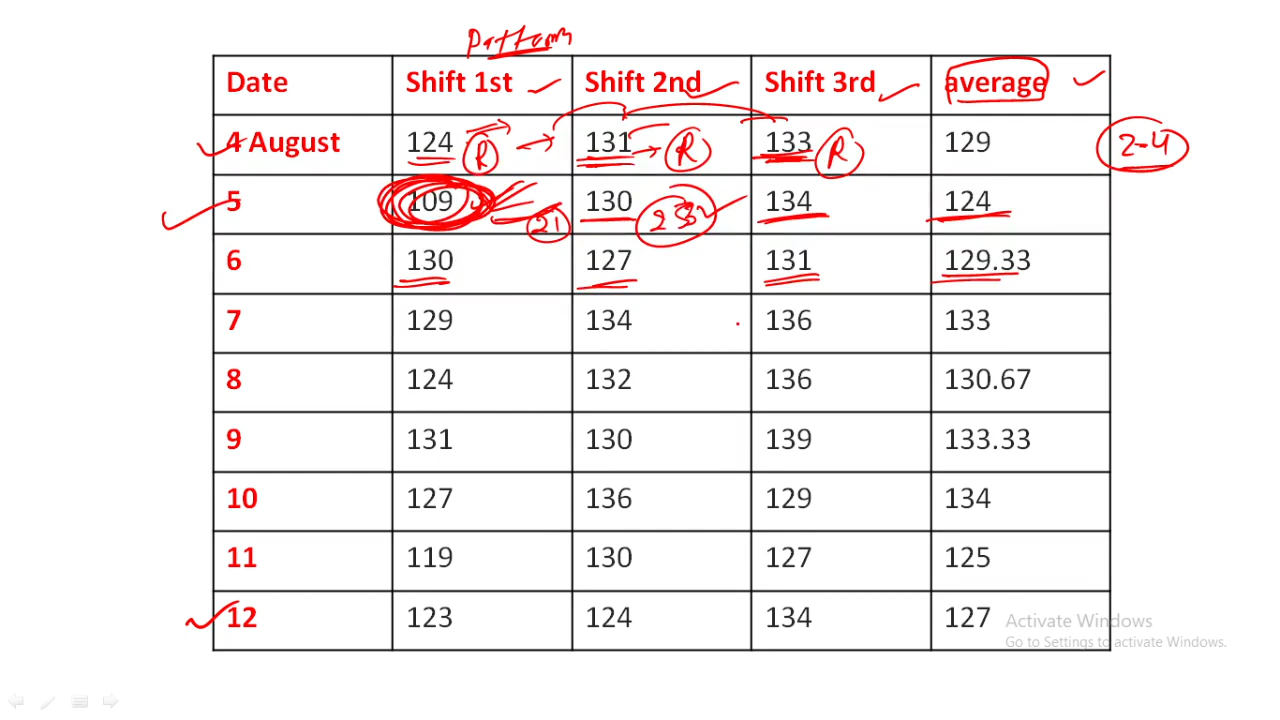 Pattern
Date Shift 1st Shift 2nd Shift 3rd average
4 August 124 R 131 R 133 R 129 2-4
5 109 21 130 134 124
6 130 127 131 129.33
7 129 134 136 133
8 124 132 136 130.67
9 131 130 139 133.33
10 127 136 129 134
11 119 130 127 125
12 123 124 134 127
Activate Windows
Go to Settings to activate Windows.